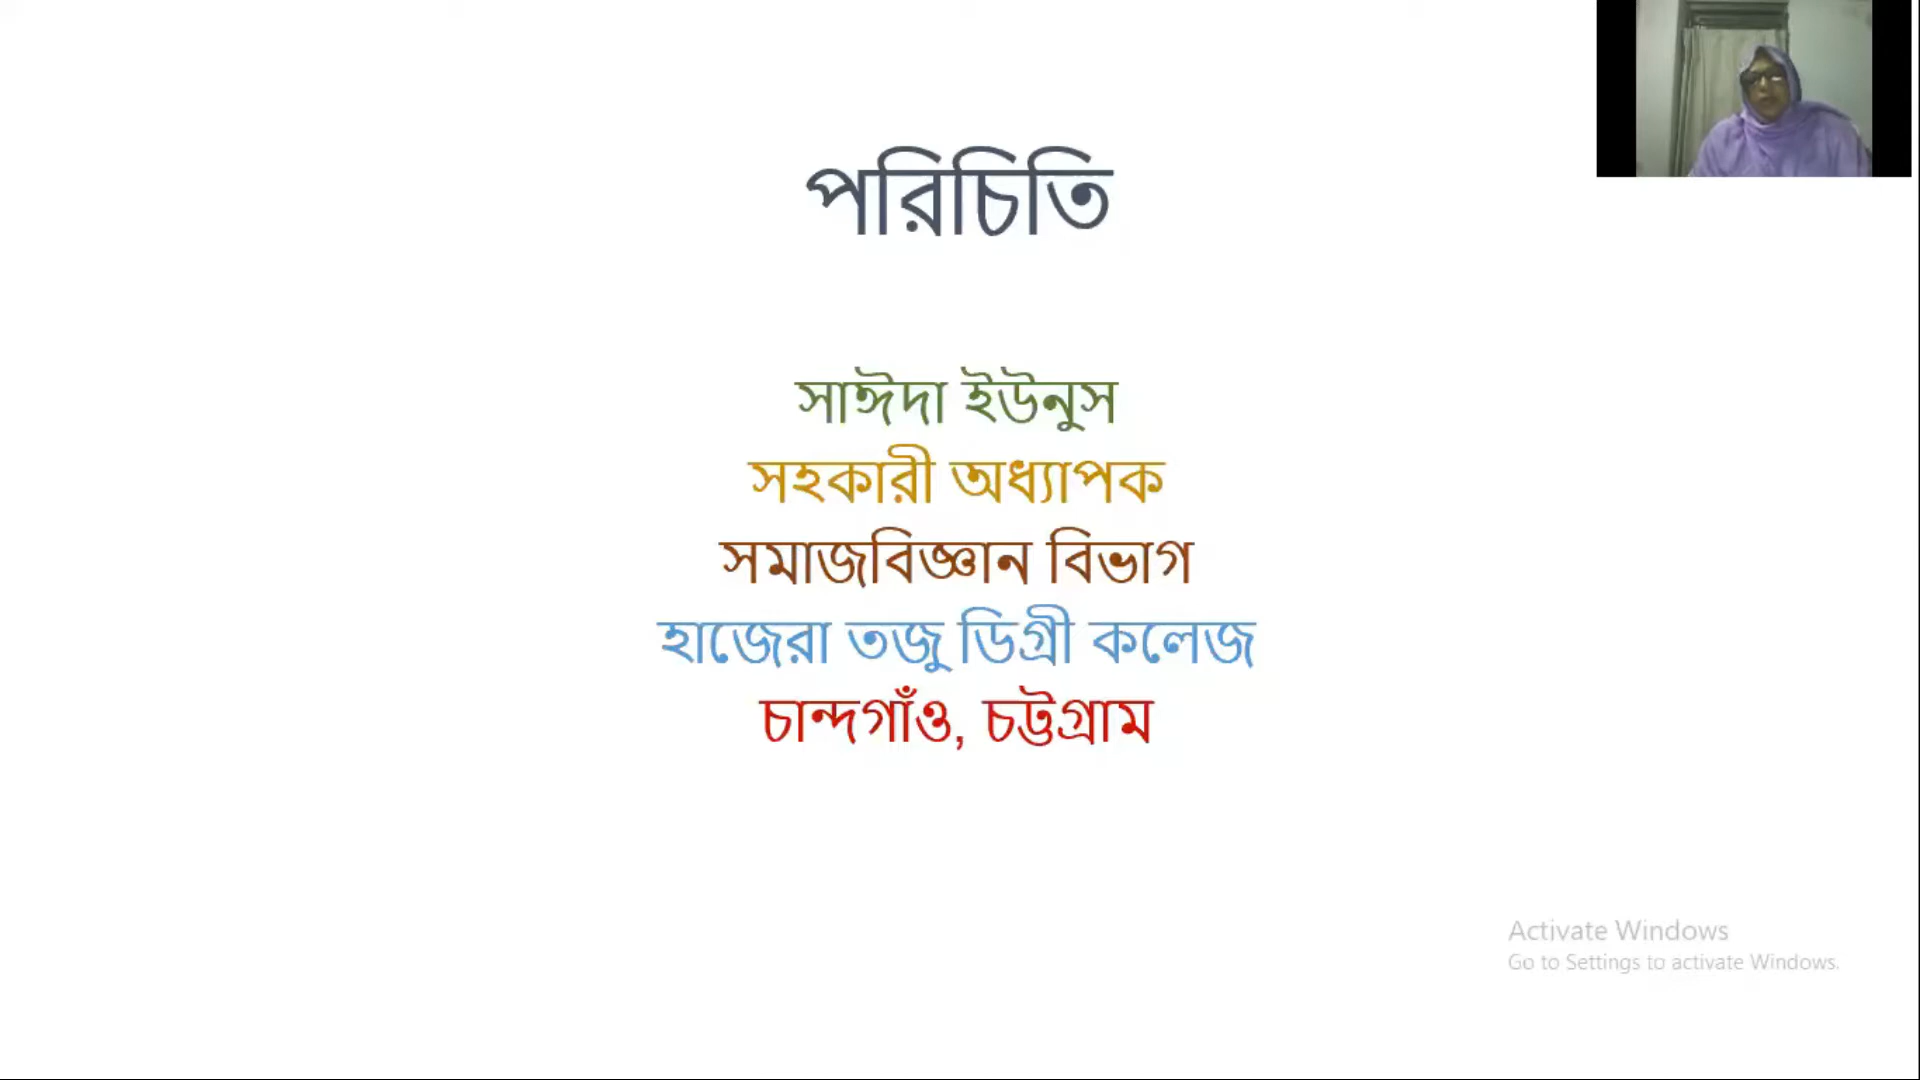 পরিচিতি
সাঈদা ইউনুস
সহকারী অধ্যাপক
সমাজবিজ্ঞান বিভাগ
হাজেরা তজু ডিগ্রী কলেজ
চান্দগাঁও, চট্টগ্রাম
Activate Windows
Go to Settings to activate Windows.